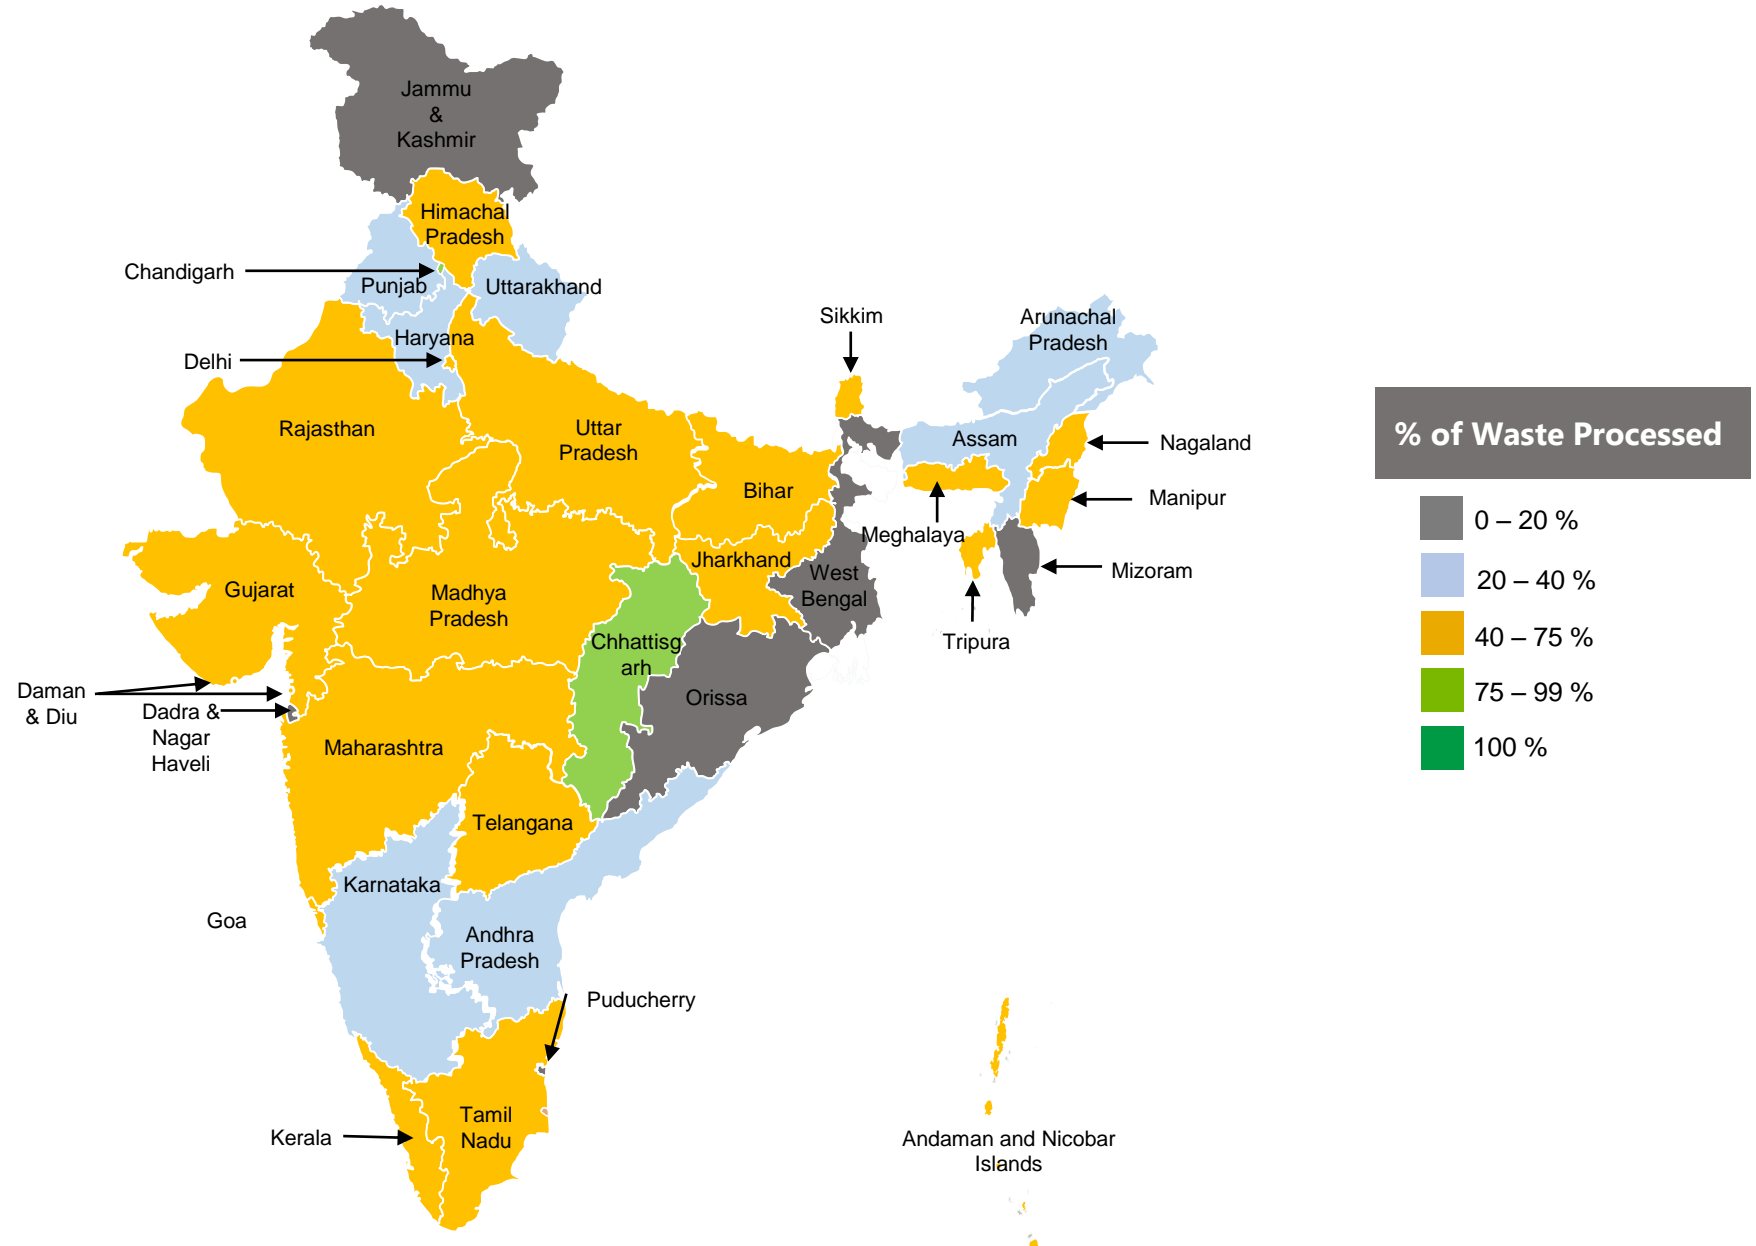 Jammu
&
Kashmir
Himachal
Pradesh
Chandigarh
Punjab
Uttarakhand
Haryana
Delhi
Sikkim
Arunachal
Pradesh
Rajasthan
Uttar
Pradesh
Assam
Nagaland
Bihar
Manipur
Meghalaya
Jharkhand
Mizoram
West
Bengal
Tripura
Gujarat
Madhya
Pradesh
Chhattisg
arh
Orissa
Daman
& Diu
Dadra &
Nagar
Haveli
Maharashtra
Telangana
Karnataka
Goa
Andhra
Pradesh
Puducherry
Tamil
Nadu
Kerala
Andaman and Nicobar
Islands
% of Waste Processed
0 – 20 %
20 – 40 %
40 – 75 %
75 – 99 %
100 %